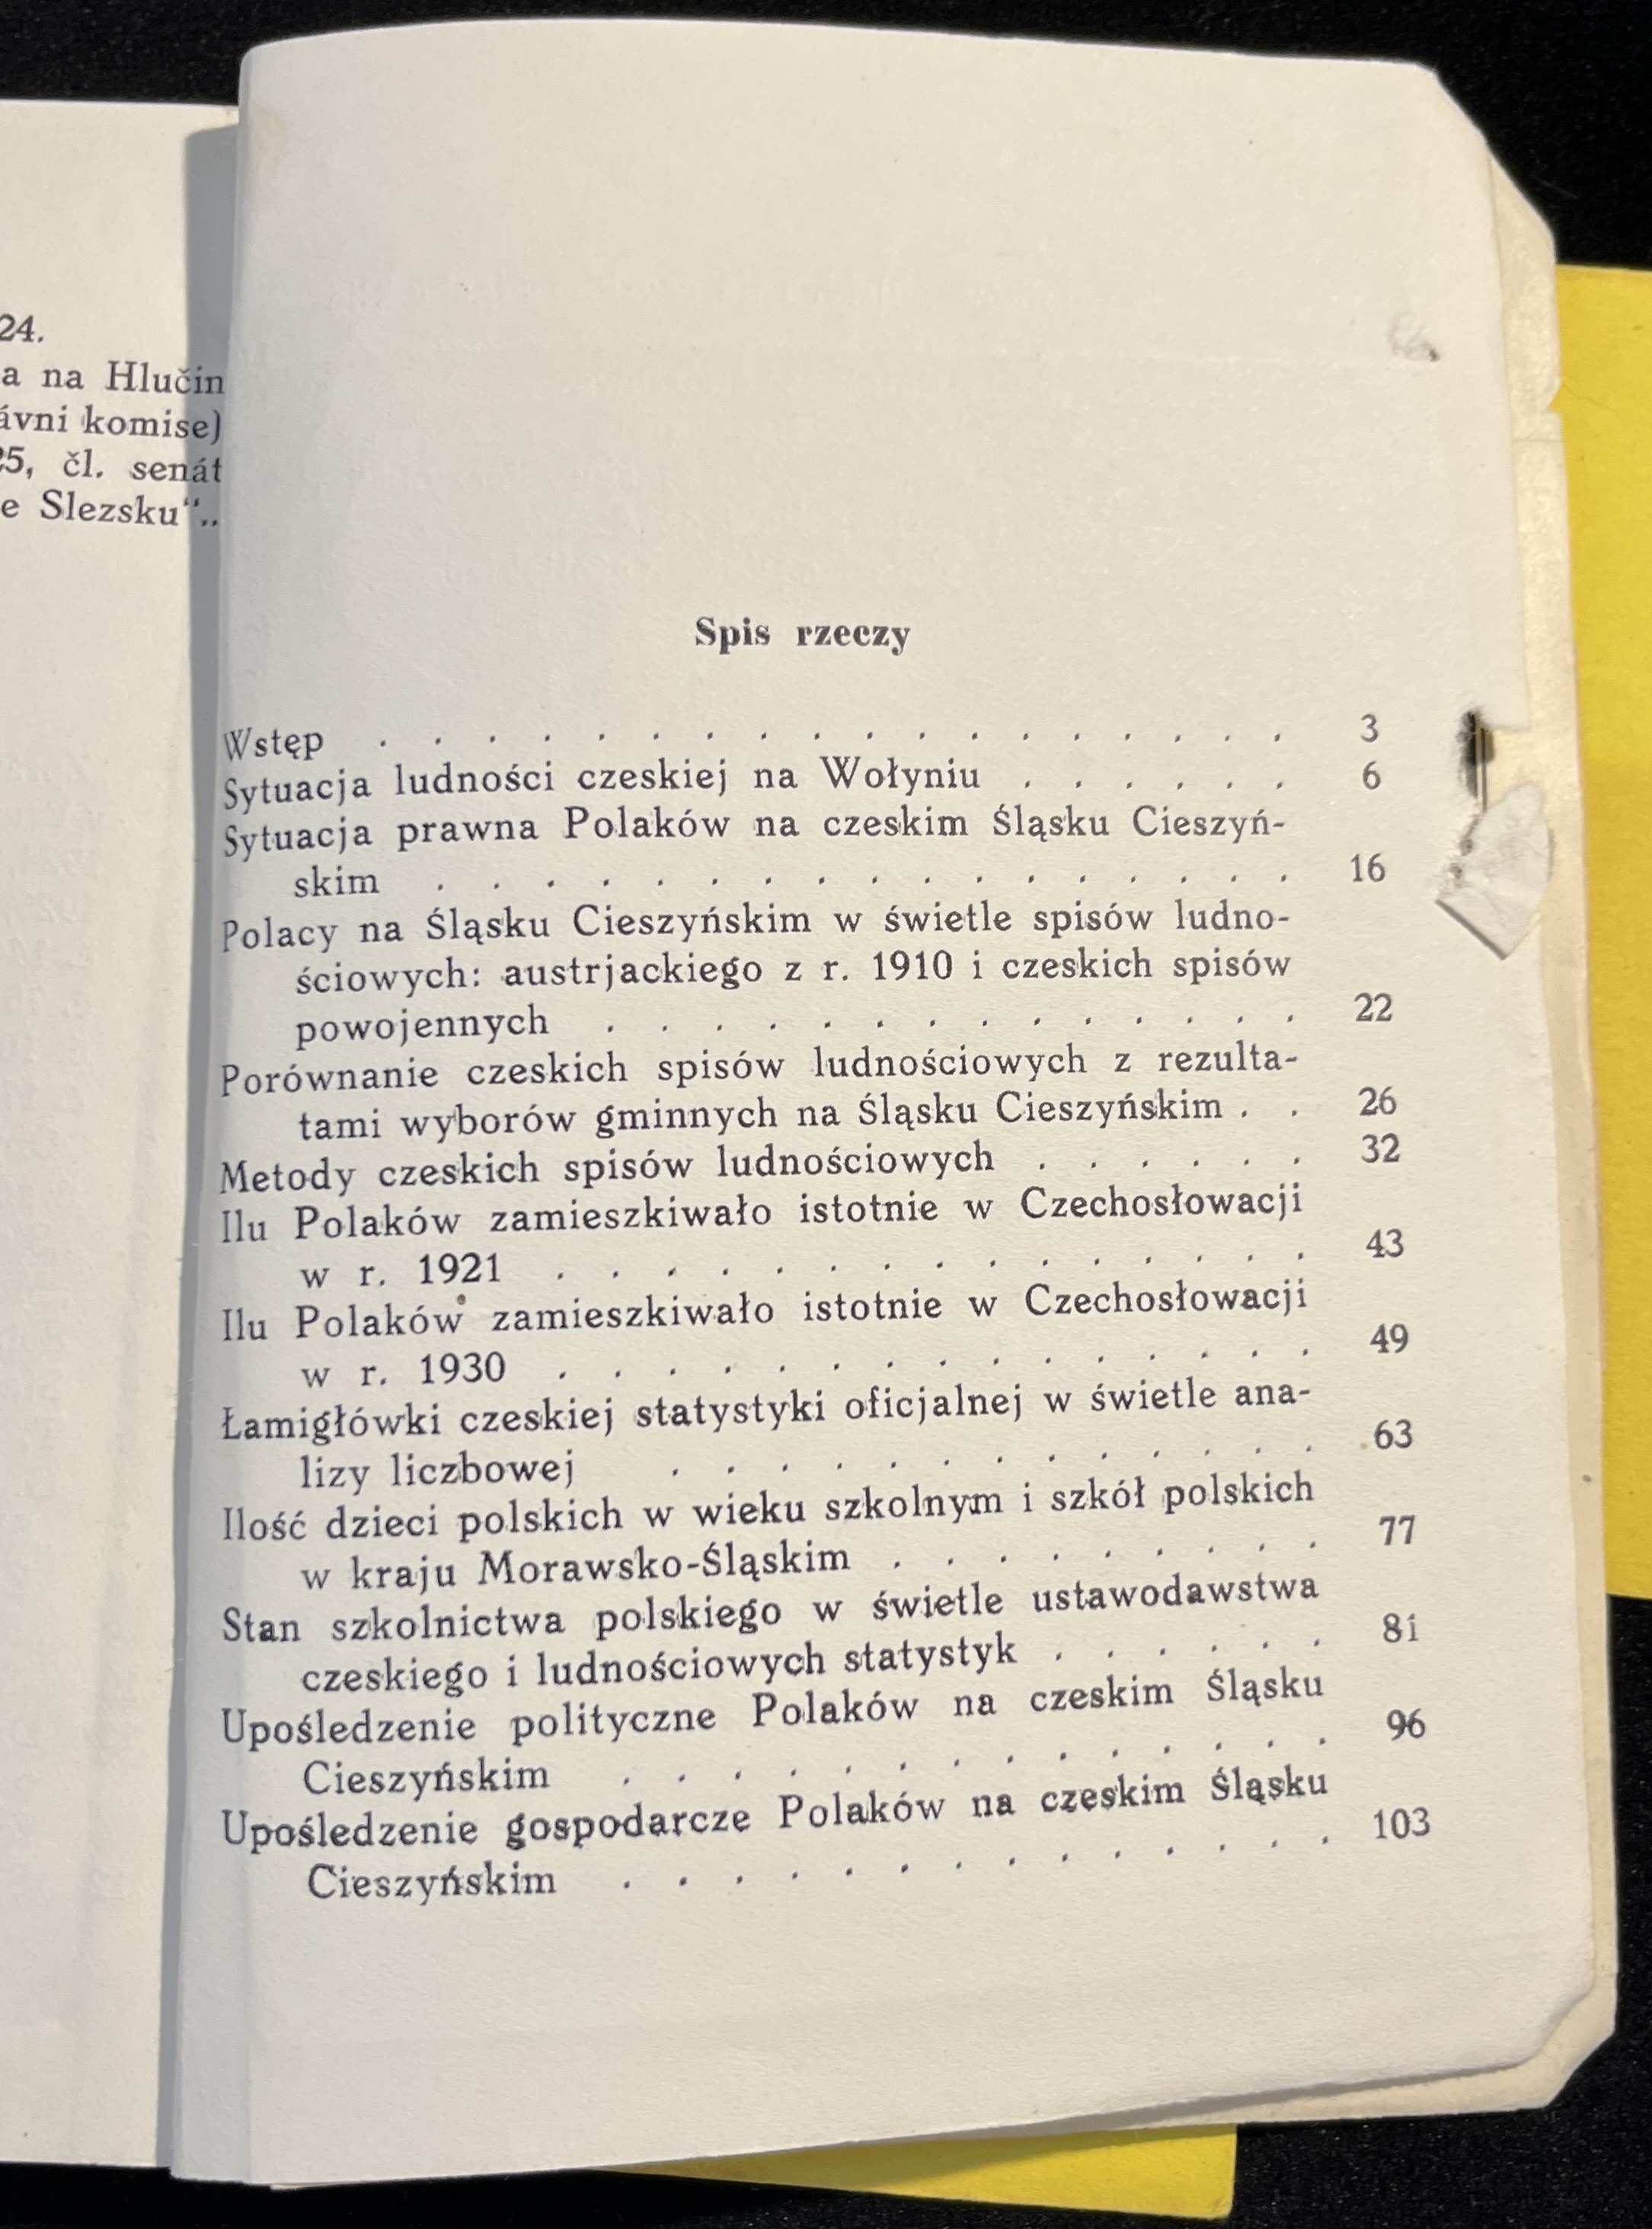 24.
a na Hlučin
ávni komise)
25, čl. senát
e Slezsku“..
Spis rzeczy
Wstęp . . . . . . . . . . . . . . . . . . 3
Sytuacja ludności czeskiej na Wołyniu . . . . . . 6
Sytuacja prawna Polaków na czeskim Śląsku Cieszyń-
skim . . . . . . . . . . . . . . . . . 16
Polacy na Śląsku Cieszyńskim w świetle spisów ludno-
ściowych: austrjackiego z r. 1910 i czeskich spisów
powojennych . . . . . . . . . . . . . . 22
Porównanie czeskich spisów ludnościowych z rezulta-
tami wyborów gminnych na Śląsku Cieszyńskim . . 26
Metody czeskich spisów ludnościowych . . . . . . 32
Ilu Polaków zamieszkiwało istotnie w Czechosłowacji
w r. 1921 . . . . . . . . . . . . . . . 43
Ilu Polaków zamieszkiwało istotnie w Czechosłowacji
w r. 1930 . . . . . . . . . . . . . . . 49
Łamigłówki czeskiej statystyki oficjalnej w świetle ana-
lizy liczbowej . . . . . . . . . . . . . 63
Ilość dzieci polskich w wieku szkolnym i szkół polskich
w kraju Morawsko-Śląskim . . . . . . . . . 77
Stan szkolnictwa polskiego w świetle ustawodawstwa
czeskiego i ludnościowych statystyk . . . . . . 81
Upośledzenie polityczne Polaków na czeskim Śląsku
Cieszyńskim . . . . . . . . . . . . . . 96
Upośledzenie gospodarcze Polaków na czeskim Śląsku
Cieszyńskim . . . . . . . . . . . . . . 103